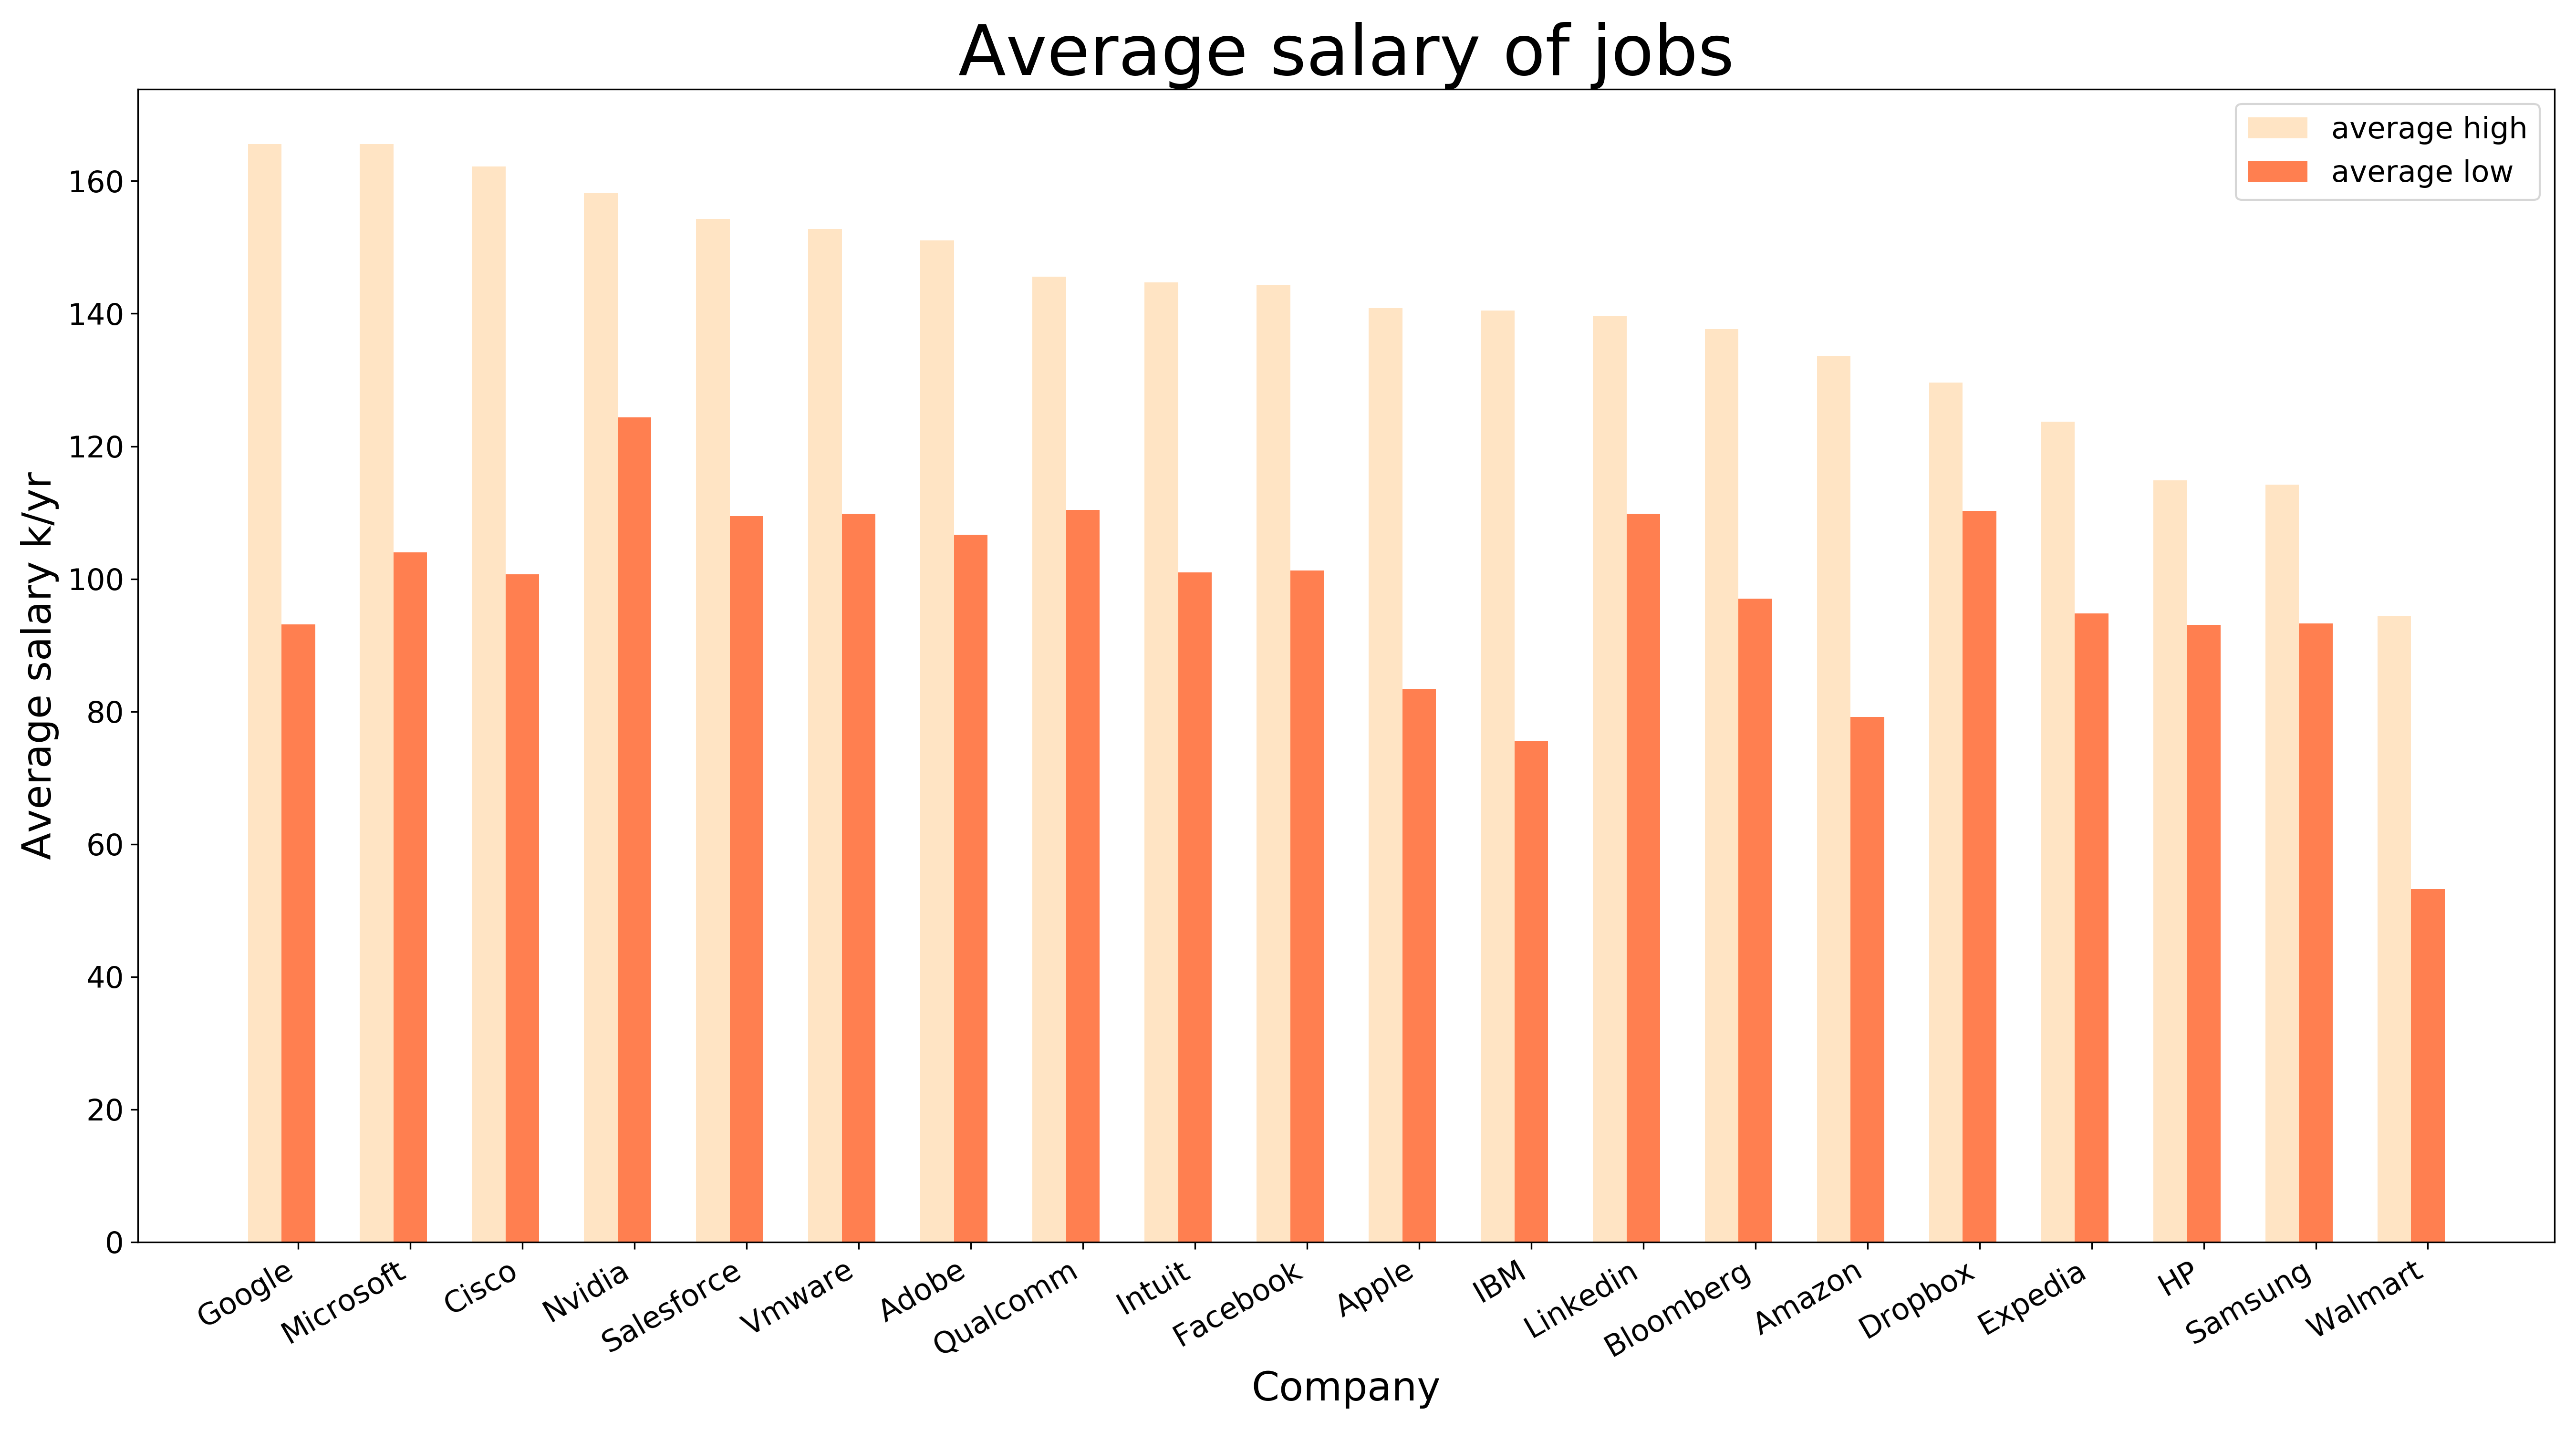 Average salary of jobs
average high
average low
Average salary k/yr
160
140
120
100
80
60
40
20
0
Google
Microsoft
Cisco
Nvidia
Salesforce
Vmware
Adobe
Qualcomm
Intuit
Facebook
Apple
IBM
Linkedin
Bloomberg
Amazon
Dropbox
Expedia
HP
Samsung
Walmart
Company